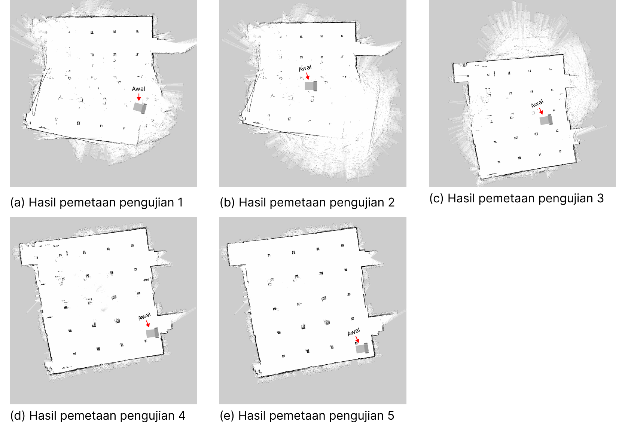 Awal
Awal
Awal
(a) Hasil pemetaan pengujian 1
(b) Hasil pemetaan pengujian 2
(c) Hasil pemetaan pengujian 3
Awal
Awal
(d) Hasil pemetaan pengujian 4
(e) Hasil pemetaan pengujian 5